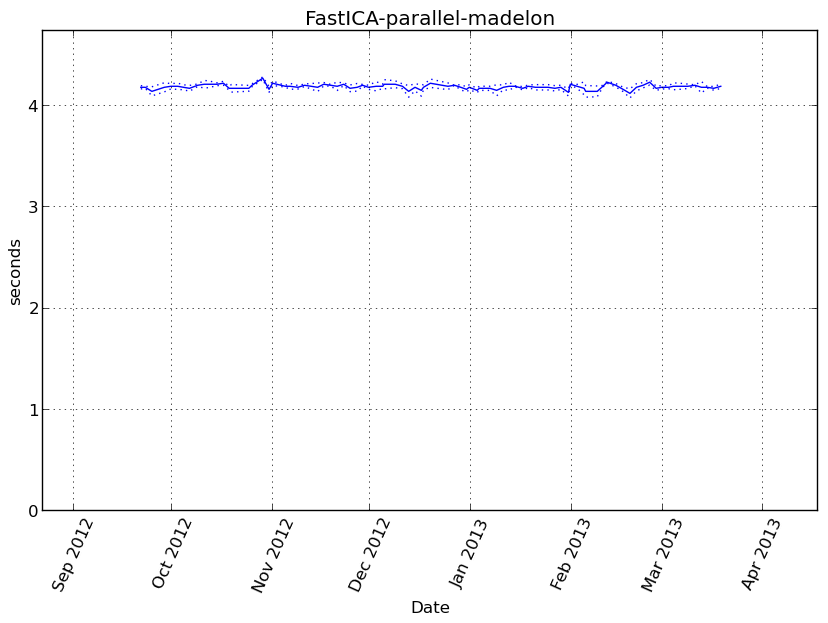 FastICA-parallel-madelon
4
3
2
1
0
seconds
Sep 2012
Oct 2012
Nov 2012
Dec 2012
Jan 2013
Feb 2013
Mar 2013
Apr 2013
Date